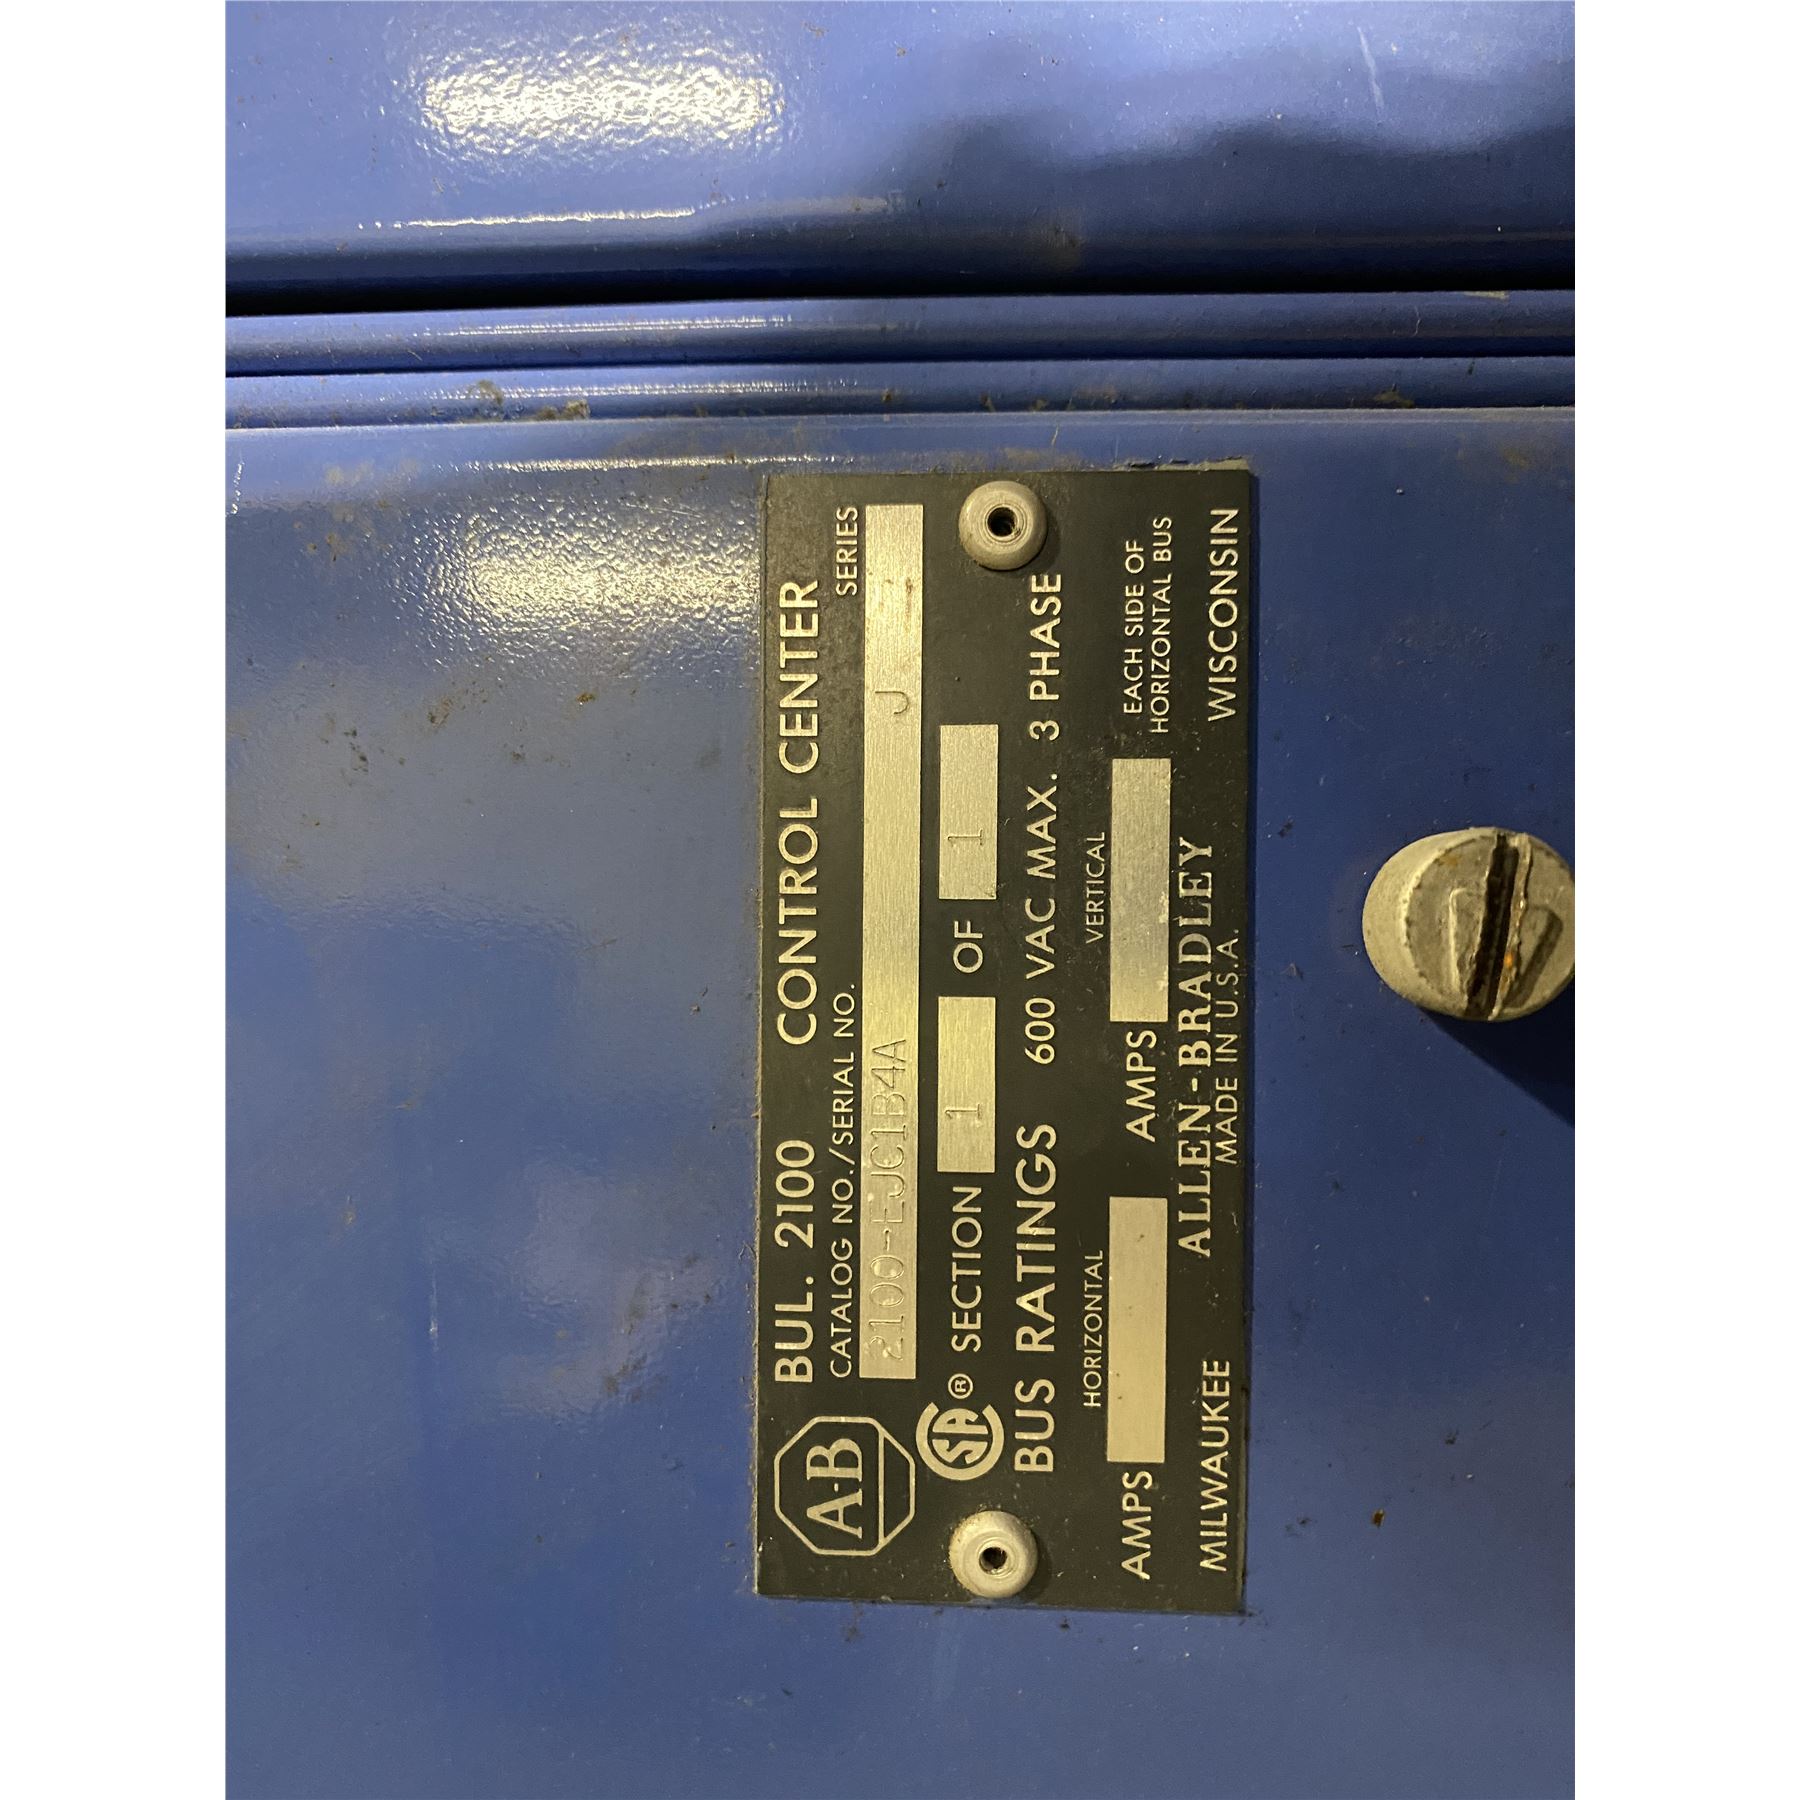 BUL. 2100 CONTROL CENTER
CATALOG NO./SERIAL NO. SERIES
2100-EJC1B4A J
A-B
SA ® SECTION 1 OF 1
BUS RATINGS 600 VAC MAX. 3 PHASE
HORIZONTAL VERTICAL
AMPS AMPS EACH SIDE OF
HORIZONTAL BUS
MILWAUKEE ALLEN-BRADLEY WISCONSIN
MADE IN U.S.A.